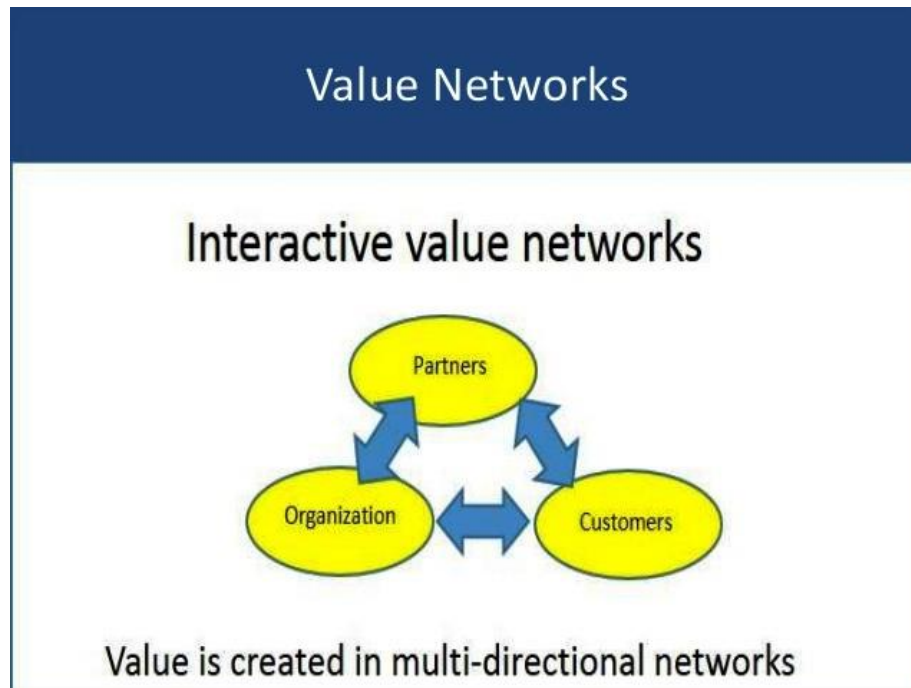 Value Networks
Interactive value networks
Partners
Organization
Customers
Value is created in multi-directional networks